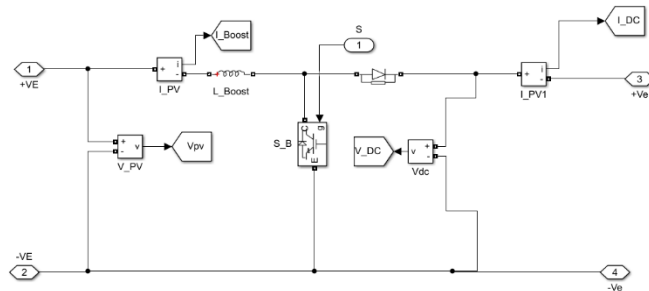 S
I_DC
I_Boost
1
1
+VE
+ i
-
I_PV
L_Boost
+ i
-
I_PV1
3
+Ve
C
g
E
S_B
+
-
v
V_PV
Vpv
V_DC
v
+
-
Vdc
-VE
2
4
-Ve